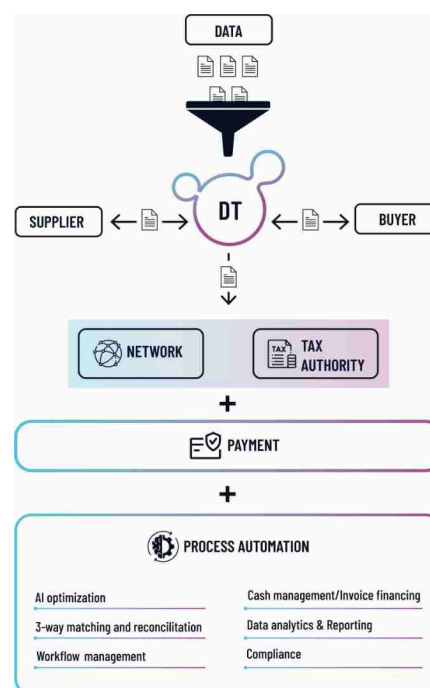 DATA
DT
SUPPLIER
BUYER
NETWORK
TAX
TAX
AUTHORITY
PAYMENT
PROCESS AUTOMATION
AI optimization
Cash management/Invoice financing
3-way matching and reconcilitation
Data analytics & Reporting
Workflow management
Compliance